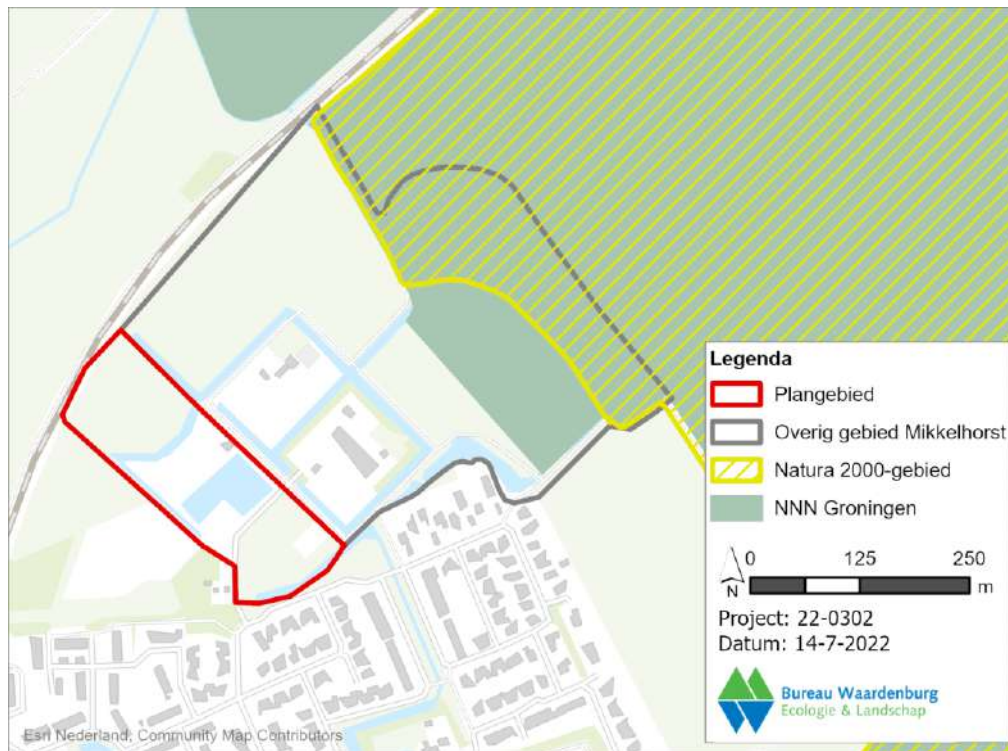 Legenda
Plangebied
Overig gebied Mikkelhorst
Natura 2000-gebied
NNN Groningen
0 125 250
m
N
Project: 22-0302
Datum: 14-7-2022
Bureau Waardenburg
Ecologie & Landschap
Esri Nederland, Community Map Contributors